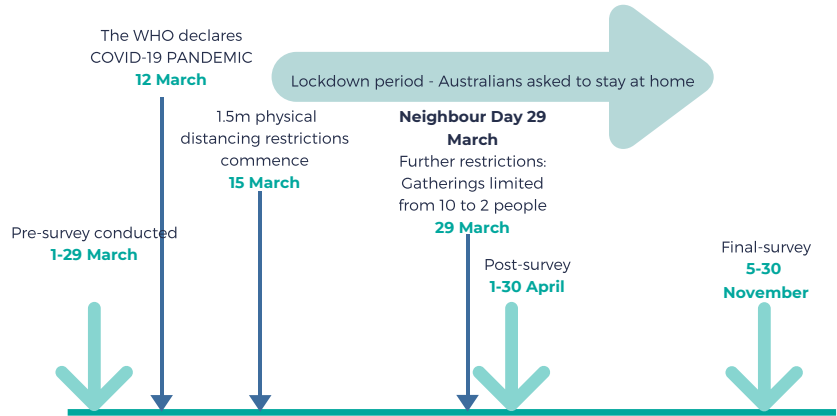 The WHO declares
COVID-19 PANDEMIC
12 March
Lockdown period - Australians asked to stay at home
1.5m physical
distancing restrictions
commence
15 March
Neighbour Day 29
March
Further restrictions:
Gatherings limited
from 10 to 2 people
29 March
Pre-survey conducted
1-29 March
Post-survey
1-30 April
Final-survey
5-30
November